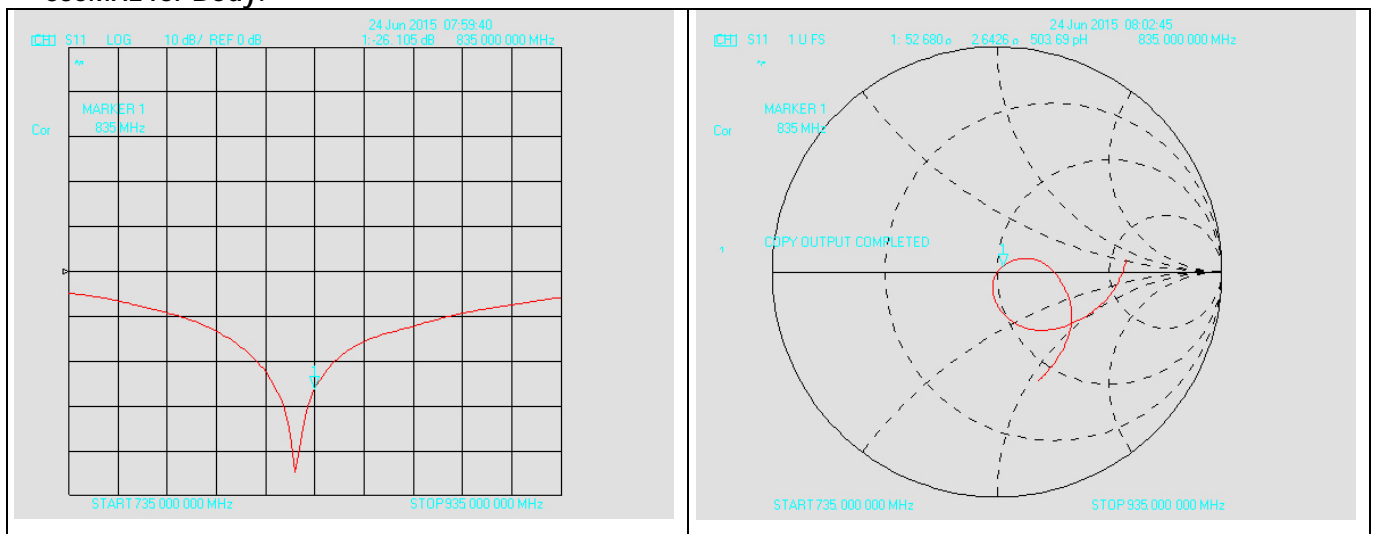 835MHz for Body:
24 Jun 2015 07:59:40
CH1 S11 LOG 10 dB/ REF 0 dB 1:-26.105 dB 835.000 000 MHz
MARKER 1
Cor 835 MHz
1
START 735.000 000 MHz STOP 935.000 000 MHz
24 Jun 2015 08:02:45
CH1 S11 1 U FS 1: 52.680 o 2.6426 o 503.69 pH 835.000 000 MHz
MARKER 1
Cor 835 MHz
COPY OUTPUT COMPLETED
1
START 735.000 000 MHz STOP 935.000 000 MHz